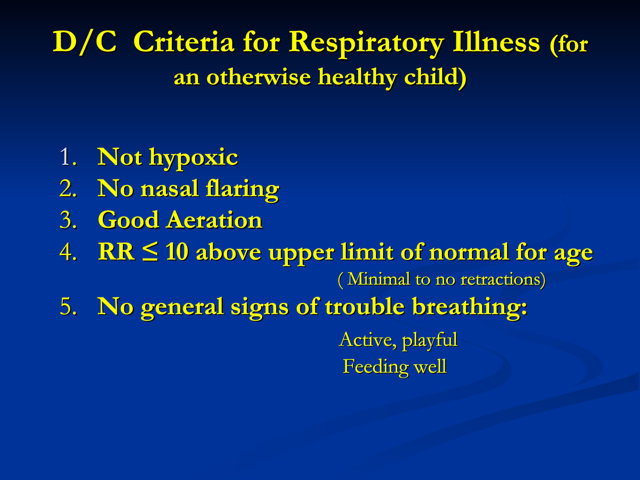 D/C Criteria for Respiratory Illness (for
an otherwise healthy child)
1. Not hypoxic
2. No nasal flaring
3. Good Aeration
4. RR ≤ 10 above upper limit of normal for age
( Minimal to no retractions)
5. No general signs of trouble breathing:
Active, playful
Feeding well